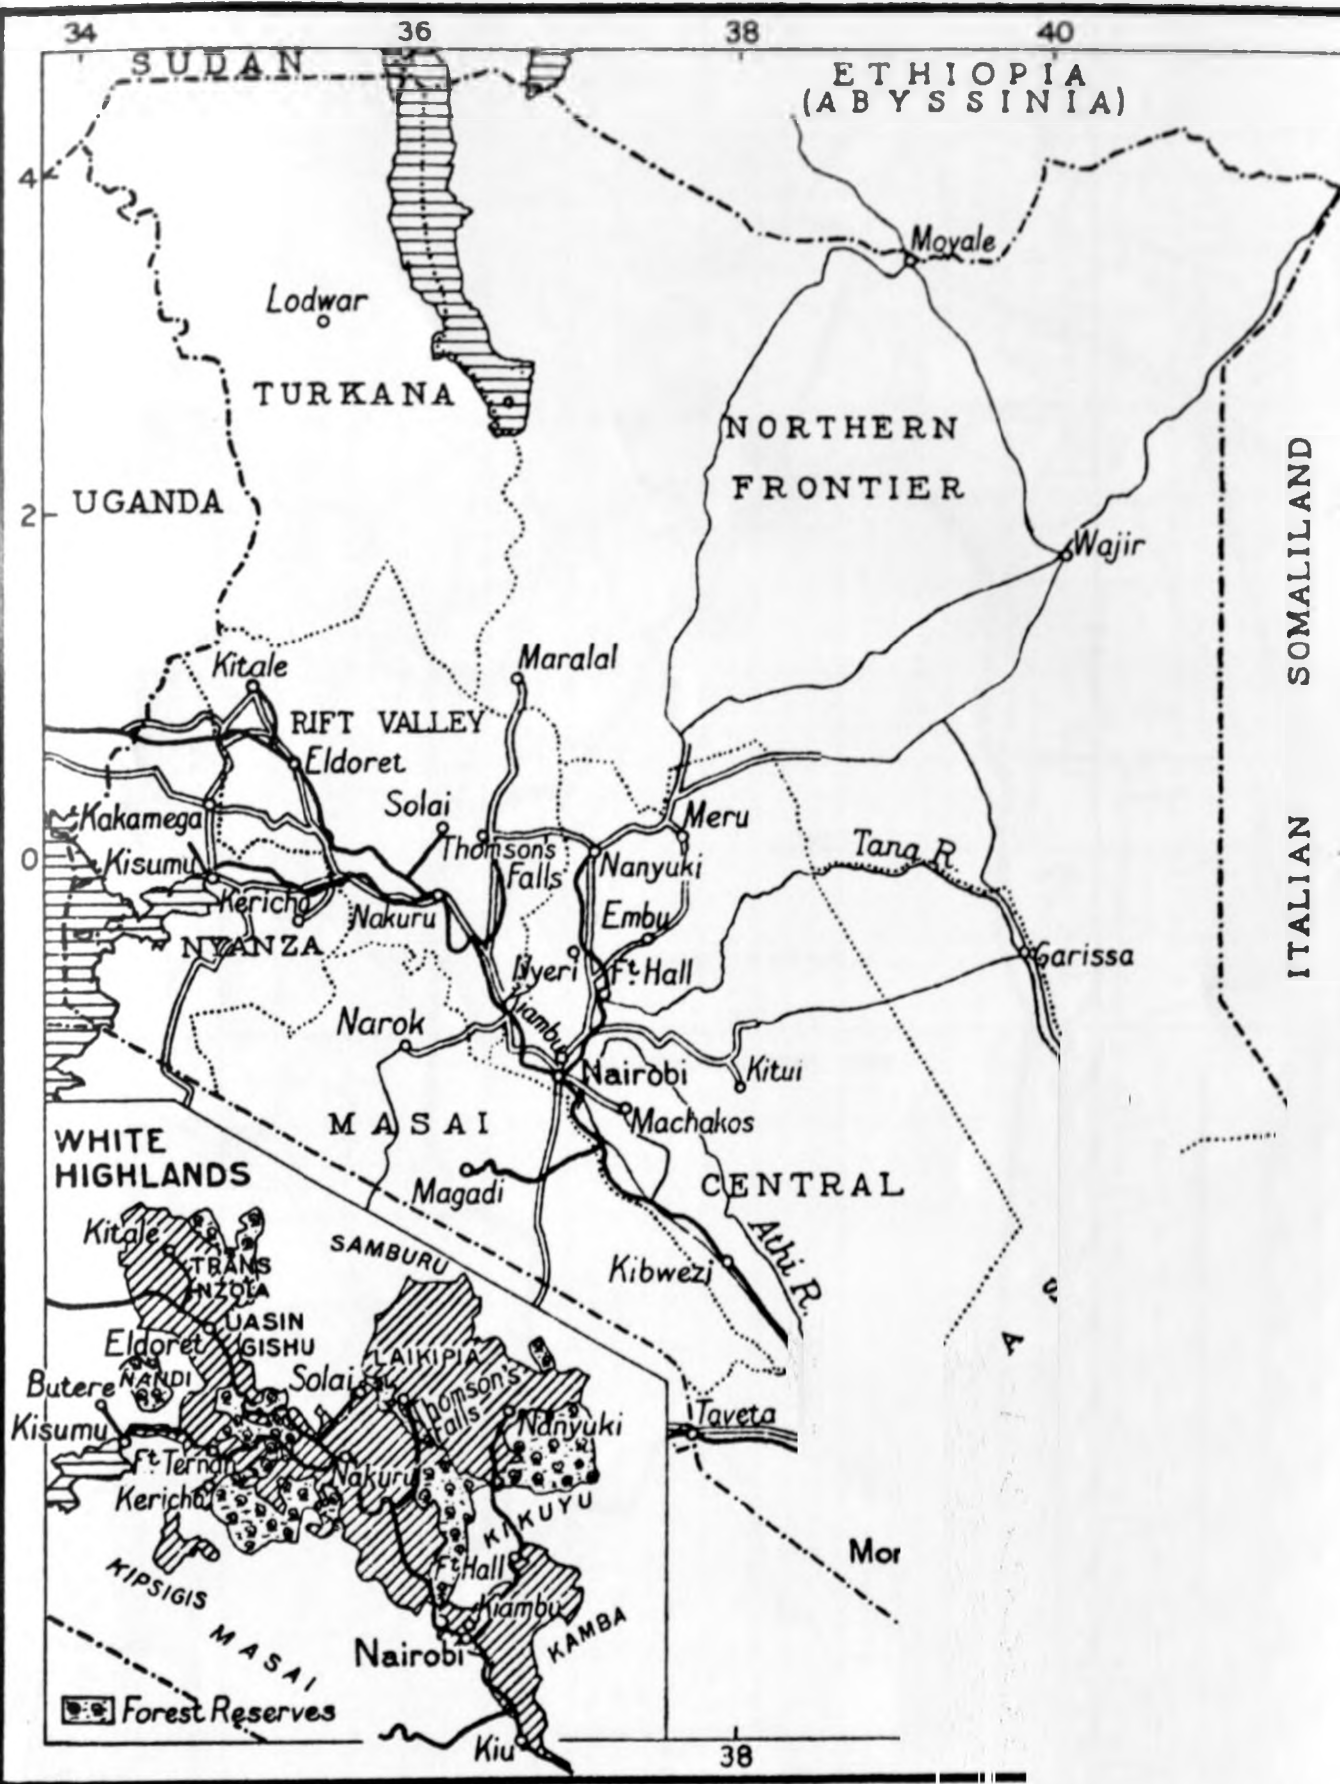 34 36 38 40
SUDAN
ETHIOPIA
(ABYSSINIA)
4
Moyale
Lodwar
TURKANA
NORTHERN
FRONTIER
UGANDA
2
Wajir
SOMALILAND
ITALIAN
Maralal
Kitale
RIFT VALLEY
Eldoret
Solai
Meru
Kakamega
Thomson's
Falls
Tana R.
0
Kisumu
Nanyuki
Kericho
Nakuru
Embu
NYANZA
Nyeri
Ft. Hall
Garissa
Narok
Nairobi
Kitui
MASAI
Machakos
Magadi
CENTRAL
Athi R.
Kibwezi
A
Taveta
Mor
38
WHITE
HIGHLANDS
Kitale
SAMBURU
TRANS
NZOIA
UASIN
GISHU
Eldoret
LAIKIPIA
NANDI
Solai
Thomson's
Falls
Butere
Nanyuki
Kisumu
Ft. Ternan
Nakuru
Kericho
KIKUYU
Ft. Hall
KIPSIGIS
Kiambu
MASAI
Nairobi
KAMBA
Forest Reserves
Kiu